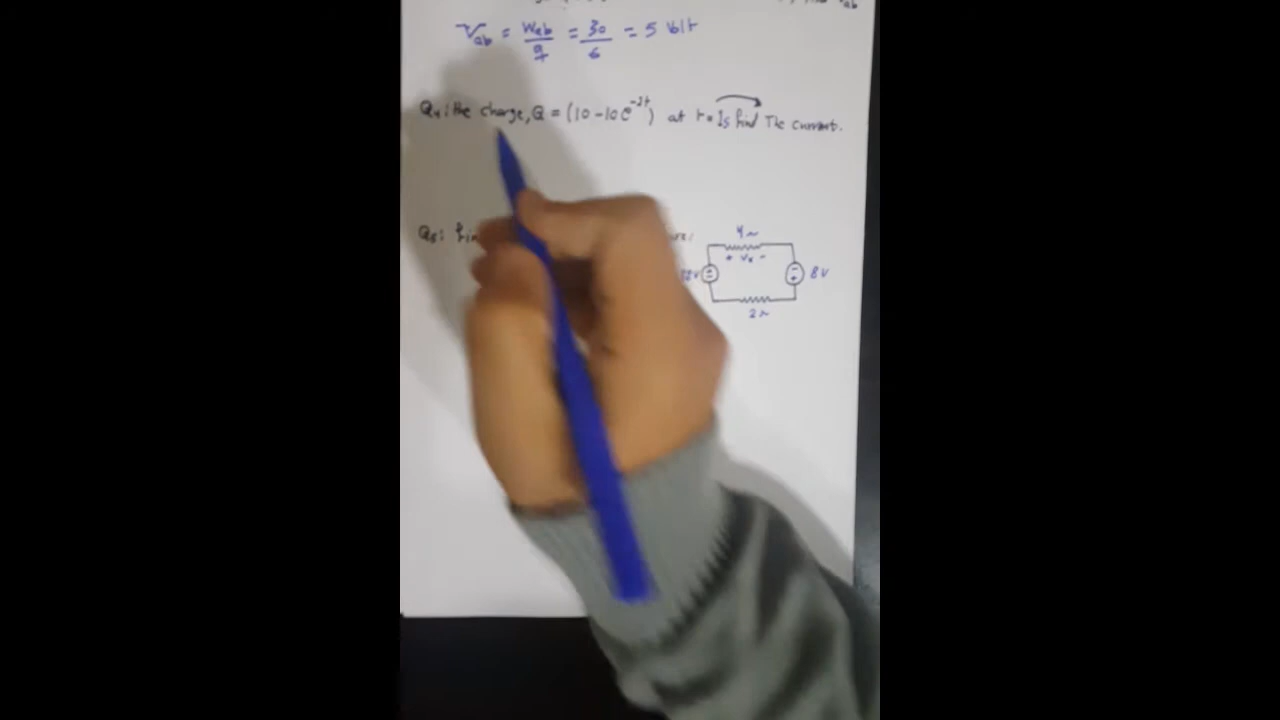 Vab = Wab/q = 30/6 = 5 Volt
Q4: the charge, Q = (10 - 10e^-2t) at t = 1s find The current.
Q5:
4Ω
+ Vx -
8V
2Ω